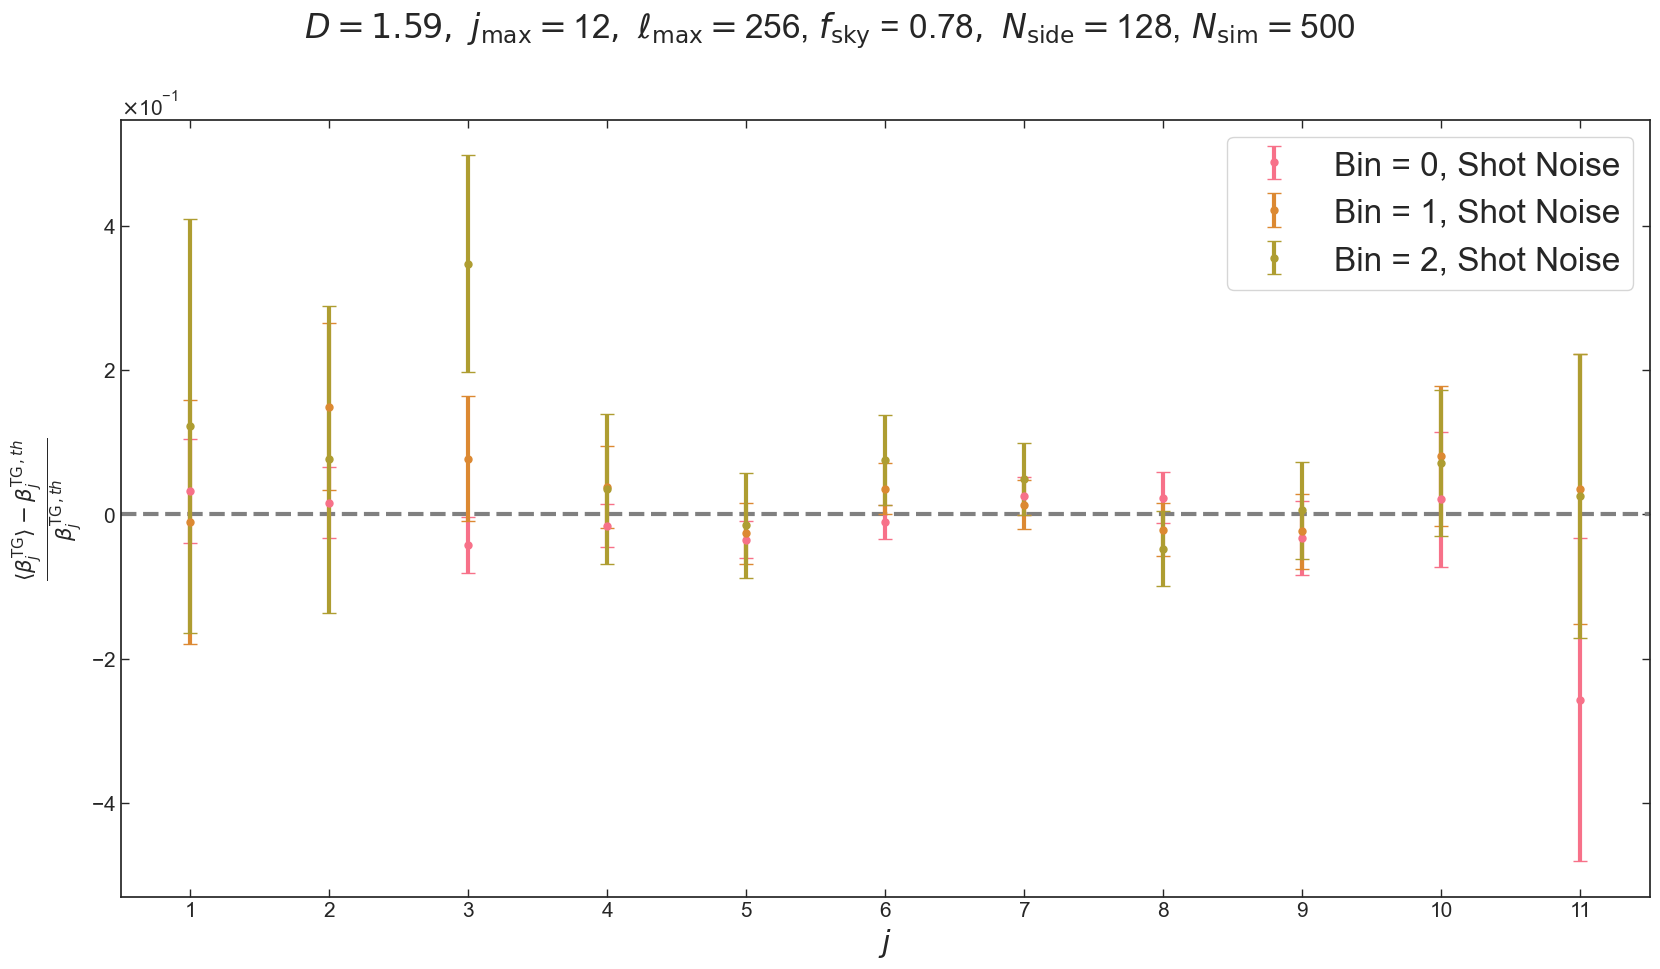 D = 1.59, j_max = 12, ℓ_max = 256, f_sky = 0.78, N_side = 128, N_sim = 500
×10⁻¹
Bin = 0, Shot Noise
Bin = 1, Shot Noise
Bin = 2, Shot Noise
4
2
0
−2
−4
⟨β_j^TG⟩ − β_j^TG, th
β_j^TG, th
1 2 3 4 5 6 7 8 9 10 11
j